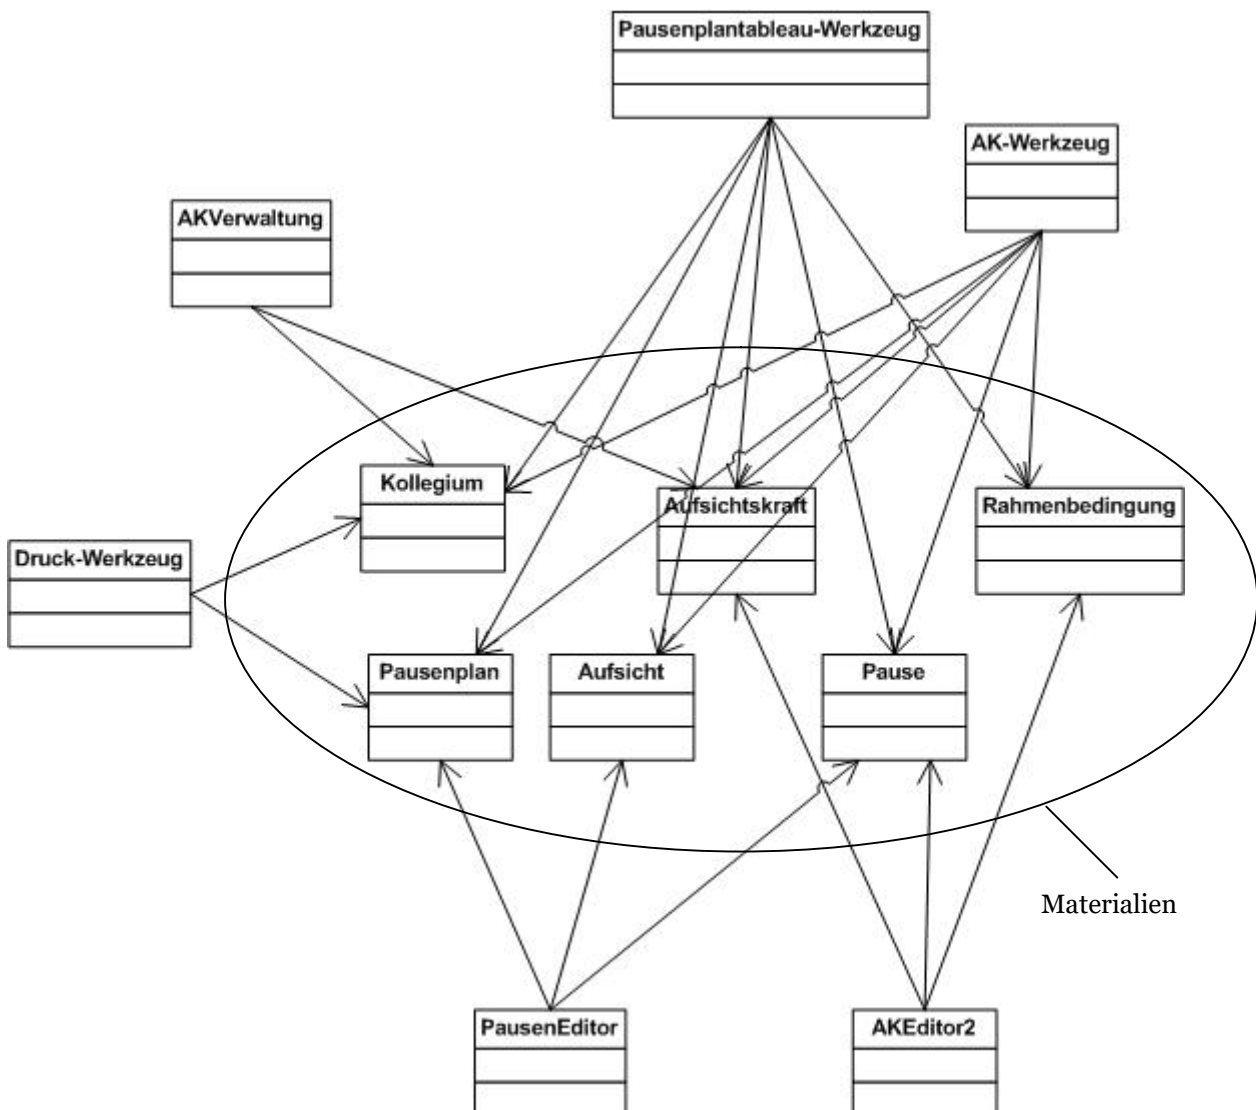 Pausenplantableau-Werkzeug
AK-Werkzeug
AKVerwaltung
Kollegium
Aufsichtskraft
Rahmenbedingung
Druck-Werkzeug
Pausenplan
Aufsicht
Pause
Materialien
PausenEditor
AKEditor2